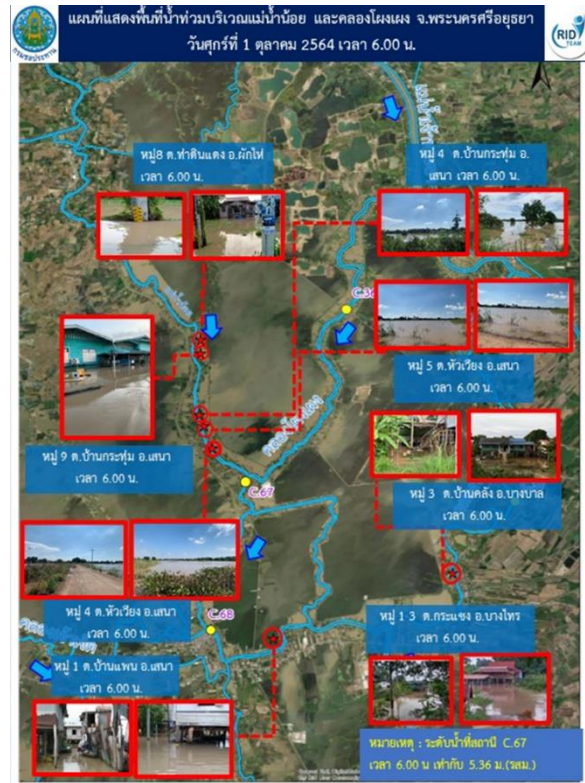 แผนที่แสดงพื้นที่น้ำท่วมบริเวณแม่น้ำน้อย และคลองโผงเผง จ.พระนครศรีอยุธยา
วันศุกร์ที่ 1 ตุลาคม 2564 เวลา 6.00 น.
กรมชลประทาน
RID
TEAM
หมู่8 ต.ท่าดินแดง อ.ผักไห่
เวลา 6.00 น.
หมู่ 4 ต.บ้านกระทุ่ม อ.
เสนา เวลา 6.00 น.
C.36
หมู่ 5 ต.หัวเวียง อ.เสนา
เวลา 6.00 น.
หมู่ 9 ต.บ้านกระทุ่ม อ.เสนา
เวลา 6.00 น.
C.67
หมู่ 3 ต.บ้านคลัง อ.บางบาล
เวลา 6.00 น.
หมู่ 4 ต.หัวเวียง อ.เสนา
เวลา 6.00 น.
C.68
หมู่ 1 3 ต.กระแชง อ.บางไทร
เวลา 6.00 น.
หมู่ 1 ต.บ้านแพน อ.เสนา
เวลา 6.00 น.
หมายเหตุ : ระดับน้ำที่สถานี C.67
เวลา 6.00 น เท่ากับ 5.36 ม.(รสม.)